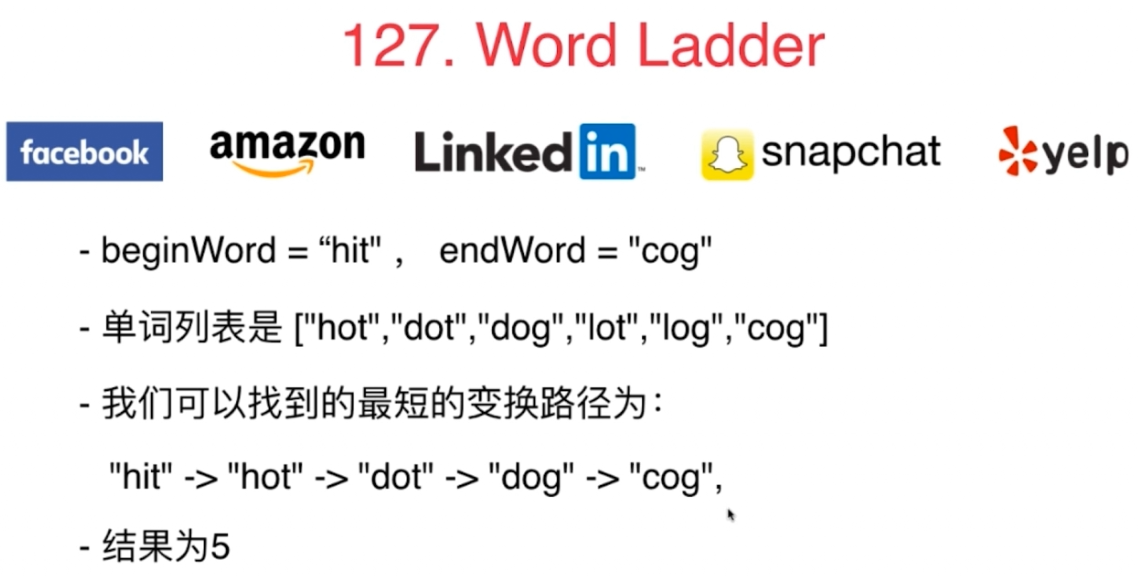 127. Word Ladder
facebook amazon LinkedIn™ snapchat yelp
- beginWord = “hit" , endWord = "cog"
- 单词列表是 ["hot","dot","dog","lot","log","cog"]
- 我们可以找到的最短的变换路径为：
"hit" -> "hot" -> "dot" -> "dog" -> "cog",
- 结果为5